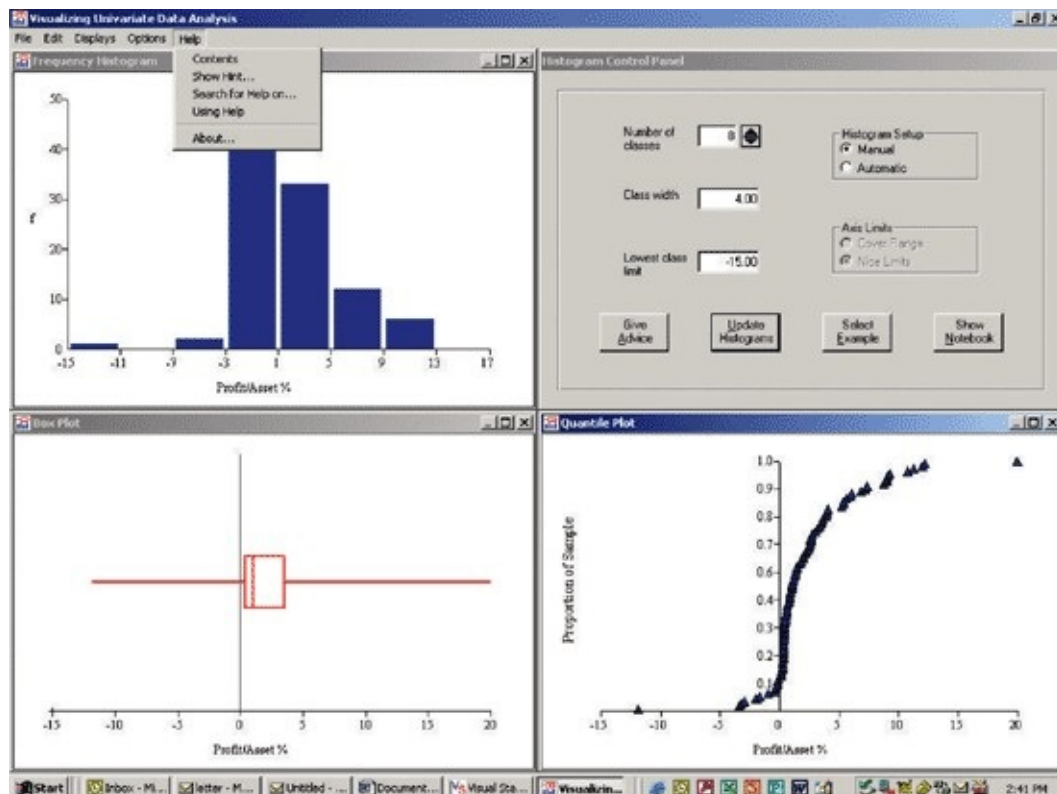 Visualizing Univariate Data Analysis
File Edit Displays Options Help
Frequency Histogram
Contents
Show Hint...
Search for Help on...
Using Help
About...
50
40
30
20
10
0
f
-15 -11 -7 -3 1 5 9 13 17
Profit/Asset %
Histogram Control Panel
Number of classes
8
Class width
4.00
Lowest class limit
-15.00
Histogram Setup
Manual
Automatic
Axis Limits
Cover Range
Nice Limits
Give Advice
Update Histograms
Select Example
Show Notebook
Box Plot
-15 -10 -5 0 5 10 15 20
Profit/Asset %
Quantile Plot
Proportion of Sample
1.0
0.9
0.8
0.7
0.6
0.5
0.4
0.3
0.2
0.1
-15 -10 -5 0 5 10 15 20
Profit/Asset %
Start Inbox - Mi... letter - M... Untitled - ... Document... Visual Sta... Visualizin... 2:41 PM